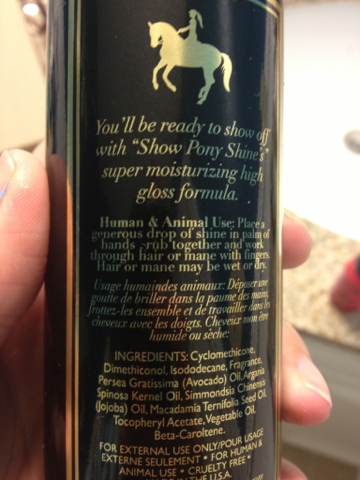 You'll be ready to show off
with "Show Pony Shine's"
super moisturizing high
gloss formula.
Human & Animal Use: Place a
generous drop of shine in palm of
hands -rub together and work
through hair or mane with fingers.
Hair or mane may be wet or dry.
Usage humaindes animaux: Déposer une
goutte de briller dans la paume des mains,
frottez-les ensemble et de travailler dans les
cheveux avec les doigts. Cheveux non être
humide ou sèche:
INGREDIENTS: Cyclomethicone,
Dimethiconol, Isododecane, Fragrance,
Persea Gratissima (Avocado) Oil, Argania
Spinosa Kernel Oil, Simmondsia Chinensis
(Jojoba) Oil, Macadamia Ternifolia Seed Oil,
Tocopheryl Acetate, Vegetable Oil,
Beta-Caroltene.
FOR EXTERNAL USE ONLY/POUR USAGE
EXTERNE SEULEMENT • FOR HUMAN &
ANIMAL USE • CRUELTY FREE •
IN THE U.S.A.